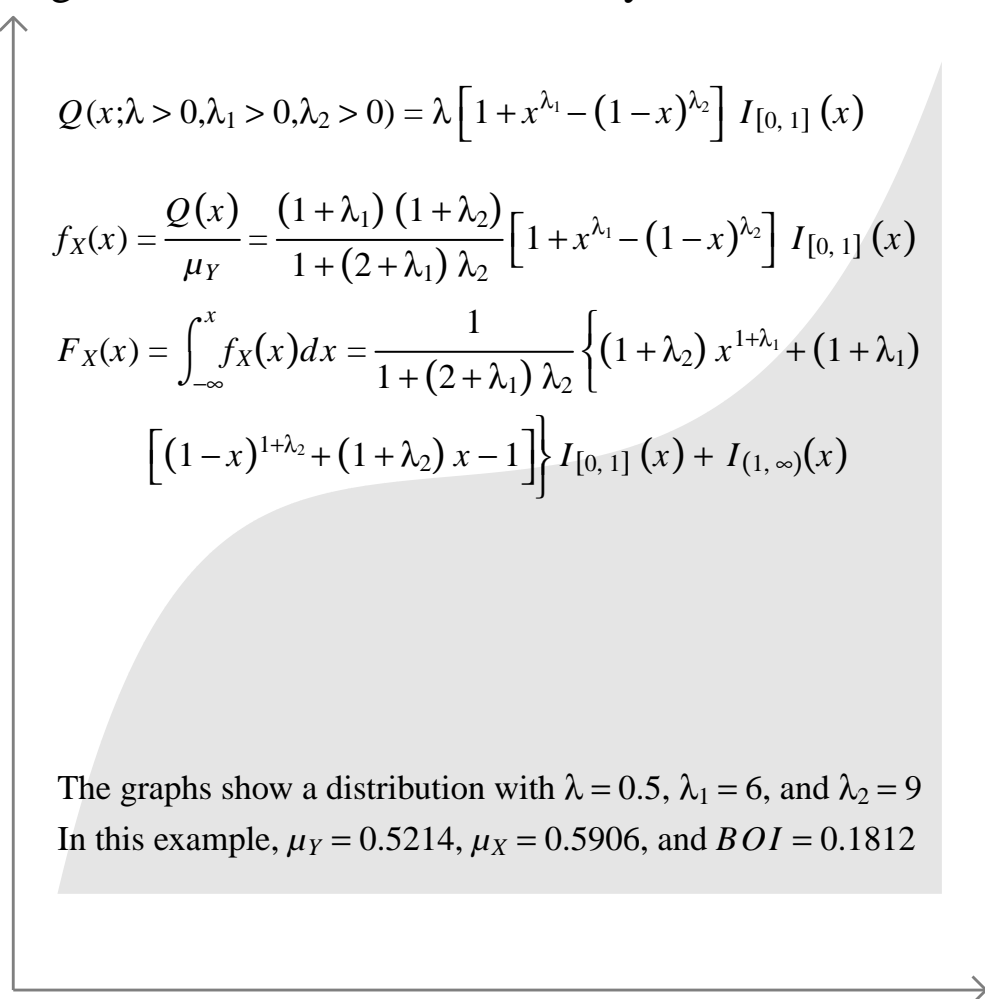 Q(x;λ > 0,λ₁ > 0,λ₂ > 0) = λ [1 + x^{λ₁} − (1 − x)^{λ₂}] I_{[0, 1]} (x)
f_X(x) = \frac{Q(x)}{μ_Y} = \frac{(1 + λ₁) (1 + λ₂)}{1 + (2 + λ₁) λ₂} [1 + x^{λ₁} − (1 − x)^{λ₂}] I_{[0, 1]} (x)
F_X(x) = ∫_{−∞}^{x} f_X(x)dx = \frac{1}{1 + (2 + λ₁) λ₂} {(1 + λ₂) x^{1+λ₁} + (1 + λ₁)
[(1 − x)^{1+λ₂} + (1 + λ₂) x − 1]} I_{[0, 1]} (x) + I_{(1, ∞)}(x)
The graphs show a distribution with λ = 0.5, λ₁ = 6, and λ₂ = 9
In this example, μ_Y = 0.5214, μ_X = 0.5906, and BOI = 0.1812